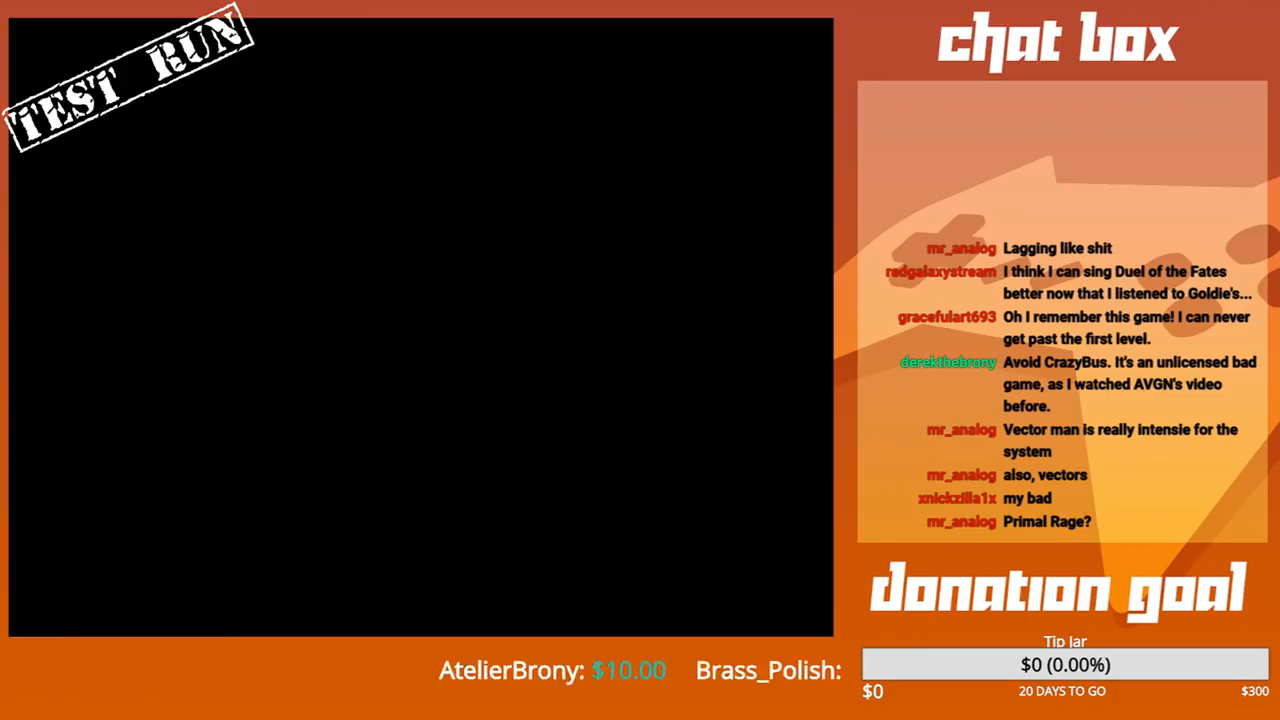 TEST RUN
chat box
mr_analog Lagging like shit
redgalaxystream I think I can sing Duel of the Fates
better now that I listened to Goldie's...
gracefulart693 Oh I remember this game! I can never
get past the first level.
derekthebrony Avoid CrazyBus. It's an unlicensed bad
game, as I watched AVGN's video
before.
mr_analog Vector man is really intensie for the
system
mr_analog also, vectors
xnickzilla1x my bad
mr_analog Primal Rage?
donation goal
Tip Jar
$0 (0.00%)
$0 20 DAYS TO GO $300
AtelierBrony: $10.00 Brass_Polish: